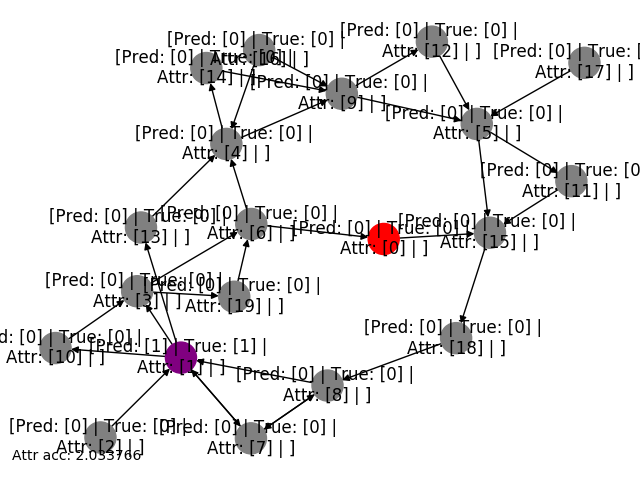 [Pred: [0] | True: [0] |
Attr: [16] | ]
[Pred: [0] | True: [0] |
Attr: [12] | ]
[Pred: [0] | True: [
Attr: [17] | ]
[Pred: [0] | True: [0] |
Attr: [14] | ]
[Pred: [0] | True: [0] |
Attr: [9] | ]
[Pred: [0] | True: [0] |
Attr: [5] | ]
[Pred: [0] | True: [0] |
Attr: [4] | ]
[Pred: [0] | True: [0
Attr: [11] | ]
[Pred: [0] | True: [0] |
Attr: [13] | ]
[Pred: [0] | True: [0] |
Attr: [6] | ]
[Pred: [0] | True: [0] |
Attr: [0] | ]
[Pred: [0] | True: [0] |
Attr: [15] | ]
[Pred: [0] | True: [0] |
Attr: [3] | ]
[Pred: [0] | True: [0] |
Attr: [19] | ]
d: [0] | True: [0] |
Attr: [10] | ]
[Pred: [1] | True: [1] |
Attr: [1] | ]
[Pred: [0] | True: [0] |
Attr: [18] | ]
[Pred: [0] | True: [0] |
Attr: [8] | ]
[Pred: [0] | True: [0] |
Attr: [2] | ]
[Pred: [0] | True: [0] |
Attr: [7] | ]
Attr acc: 2.033766